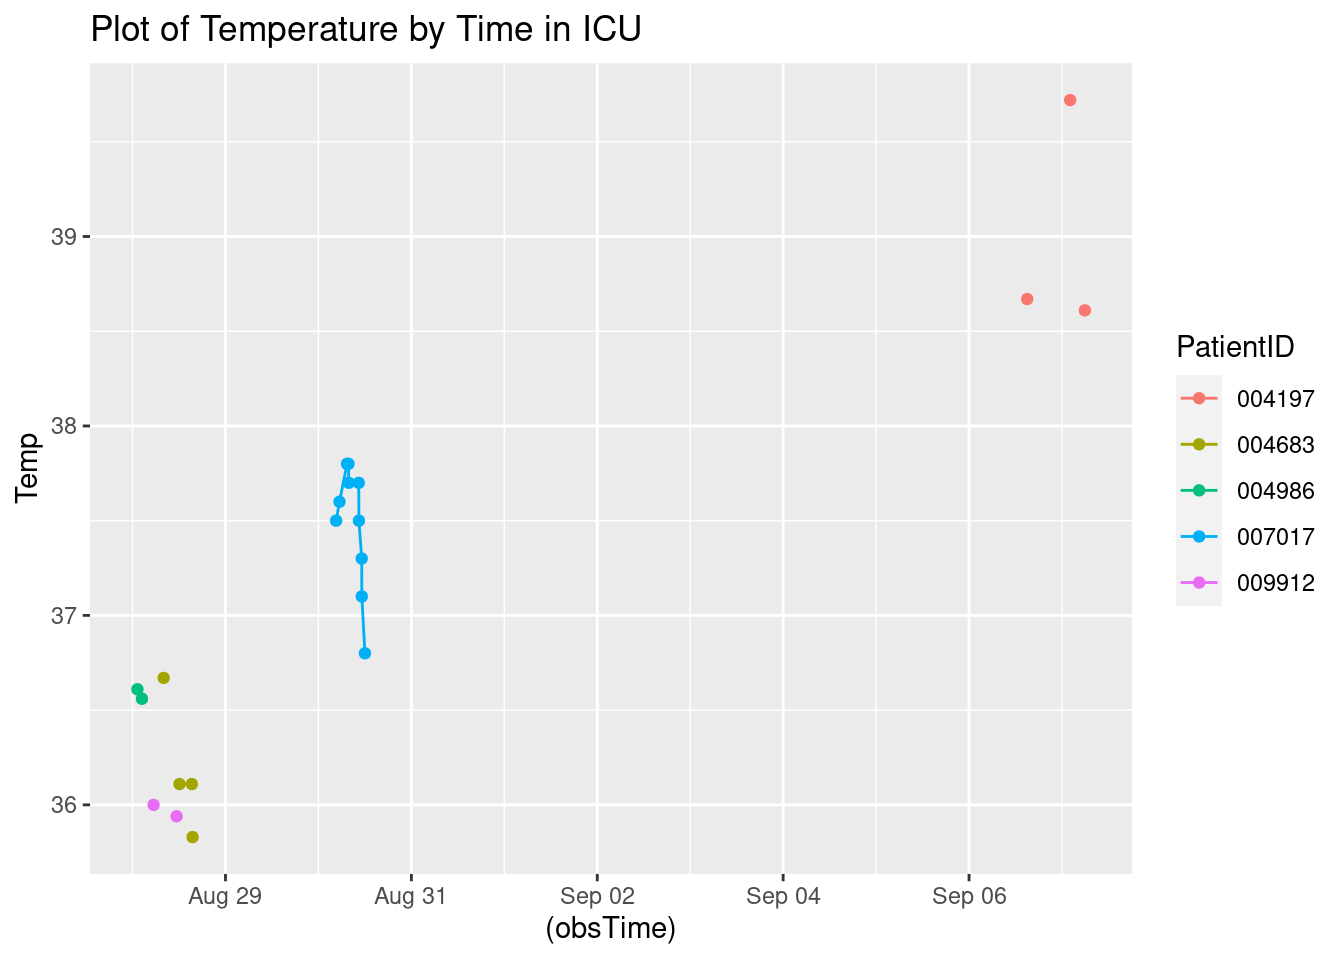 Plot of Temperature by Time in ICU
Temp
39
38
37
36
Aug 29 Aug 31 Sep 02 Sep 04 Sep 06
(obsTime)
PatientID
004197
004683
004986
007017
009912